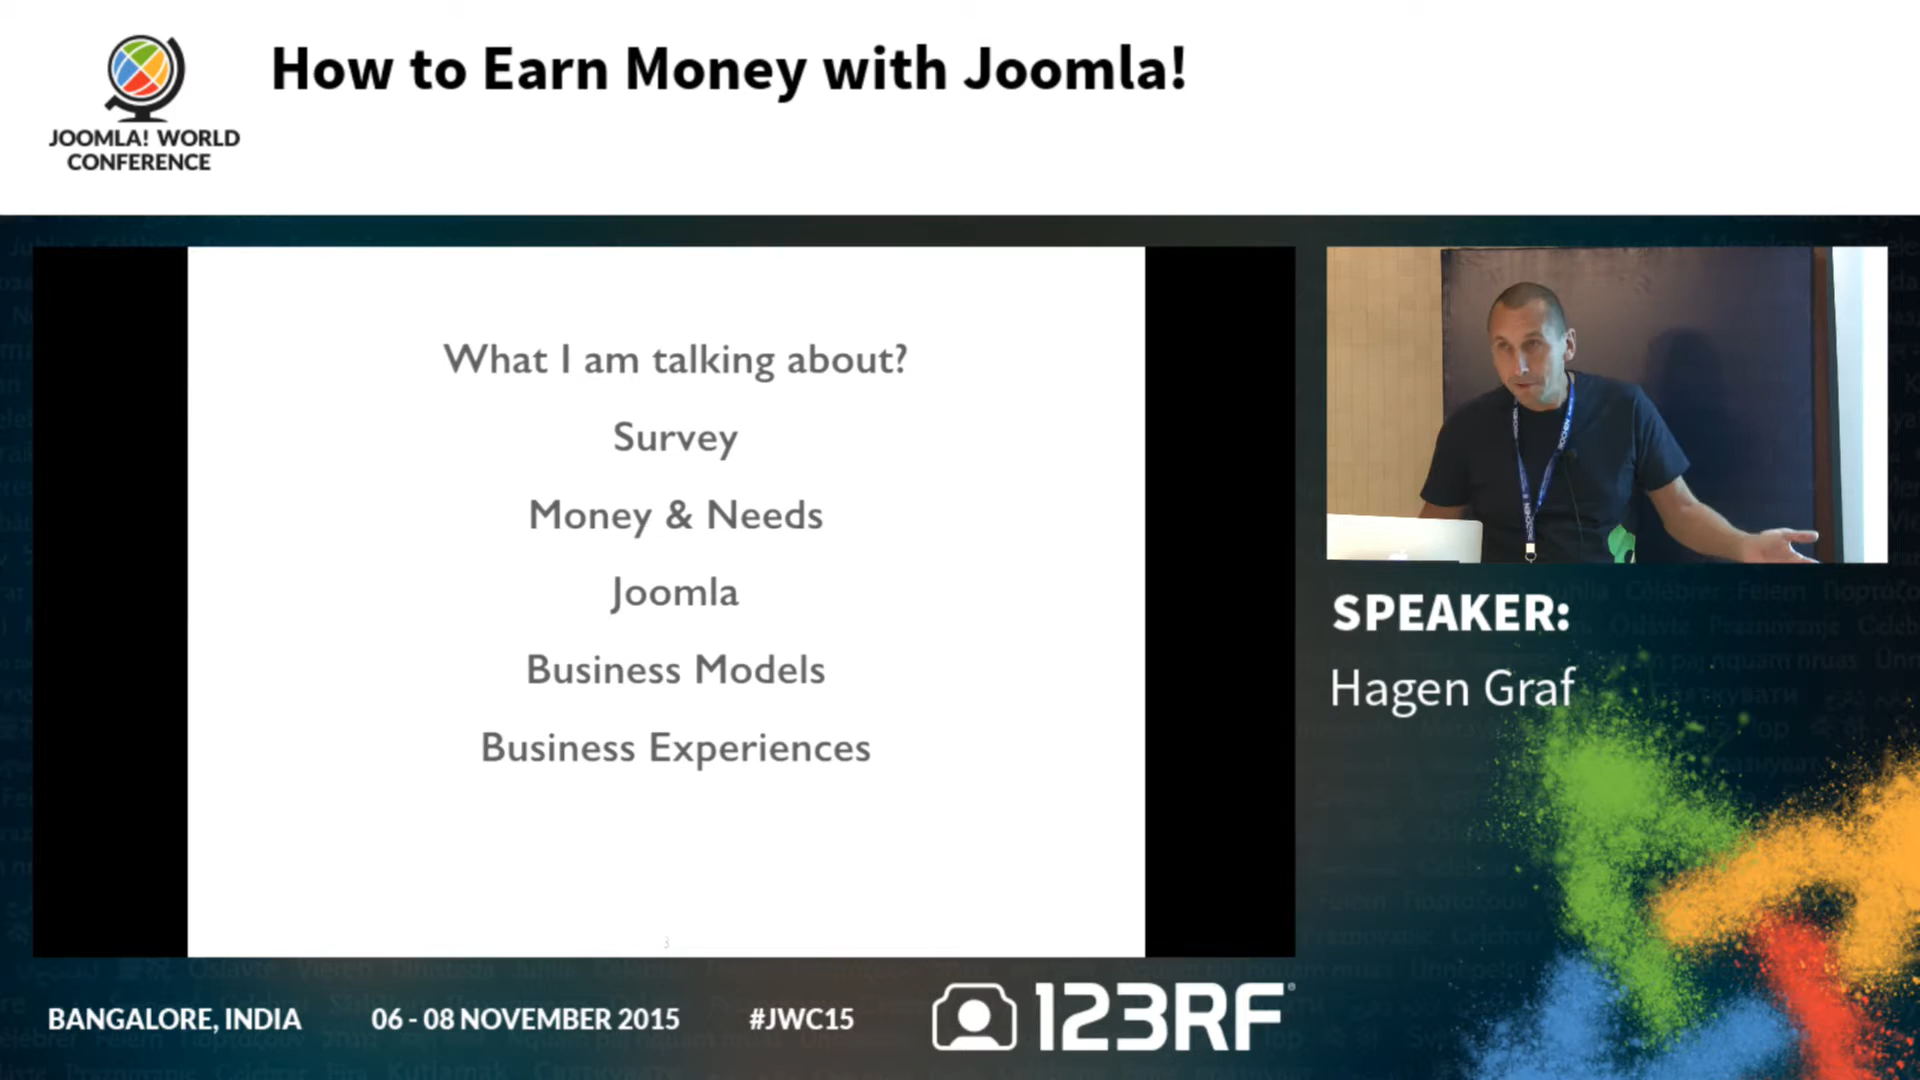 JOOMLA! WORLD
CONFERENCE
How to Earn Money with Joomla!
What I am talking about?
Survey
Money & Needs
Joomla
Business Models
Business Experiences
3
SPEAKER:
Hagen Graf
BANGALORE, INDIA
06 - 08 NOVEMBER 2015
#JWC15
123RF®